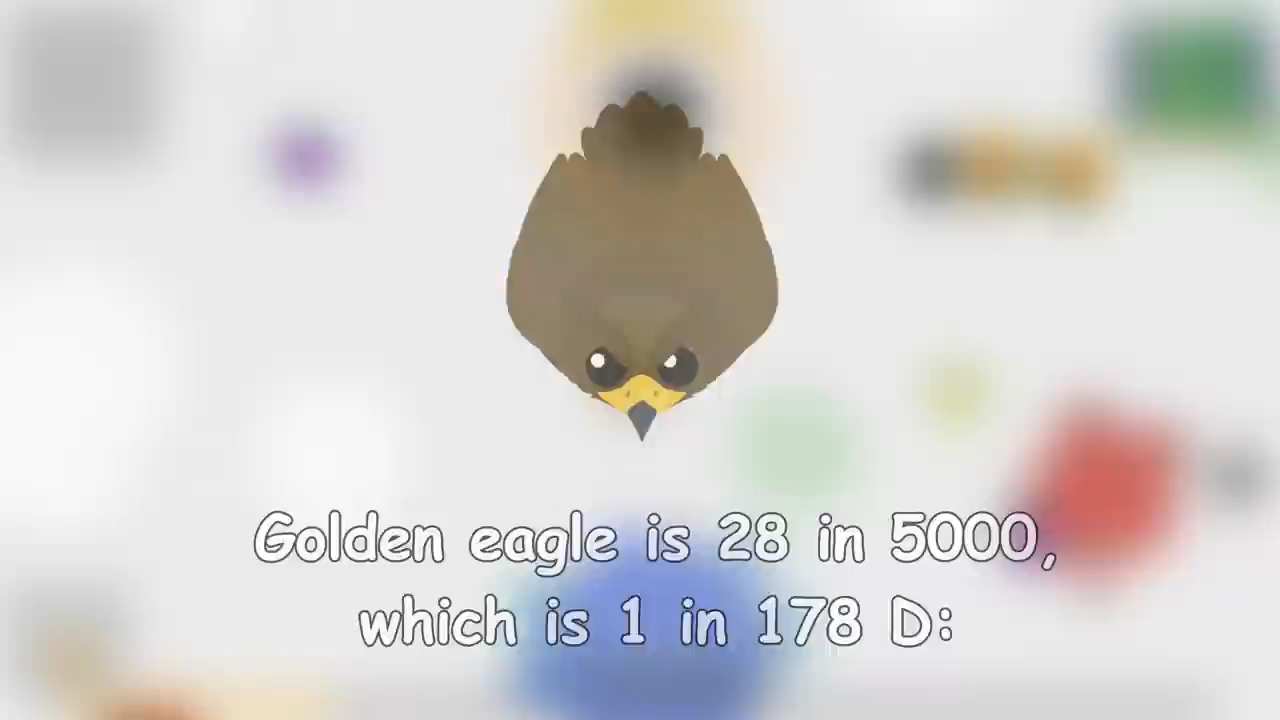 Golden eagle is 28 in 5000,
which is 1 in 178 D: